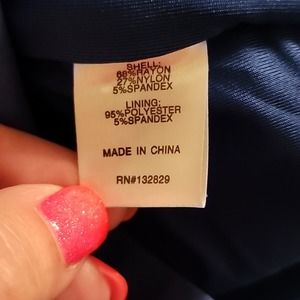 SHELL:
68%RAYON
27%NYLON
5%SPANDEX
LINING:
95%POLYESTER
5%SPANDEX
MADE IN CHINA
RN#132829